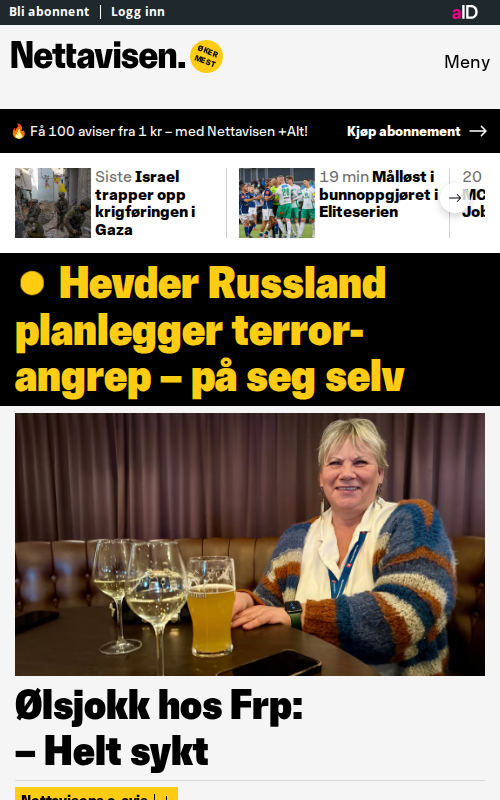 Bli abonnent | Logg inn
aID
Nettavisen.
ØKER
MEST
Meny
🔥 Få 100 aviser fra 1 kr – med Nettavisen +Alt!
Kjøp abonnement →
Siste Israel
trapper opp
krigføringen i
Gaza
19 min Målløst i
bunnoppgjøret i
Eliteserien
20
Hevder Russland
planlegger terror-
angrep – på seg selv
Ølsjokk hos Frp:
– Helt sykt